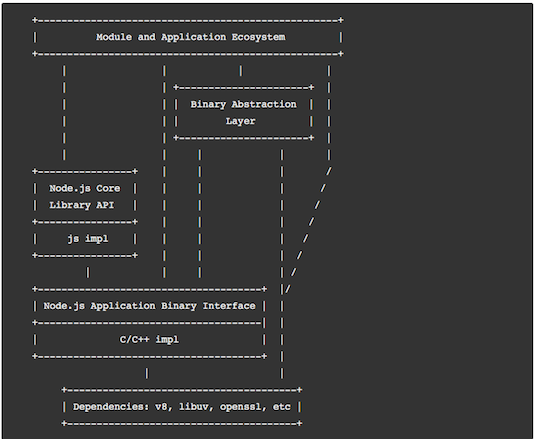 Module and Application Ecosystem
Binary Abstraction
Layer
Node.js Core
Library API
js impl
Node.js Application Binary Interface
C/C++ impl
Dependencies: v8, libuv, openssl, etc